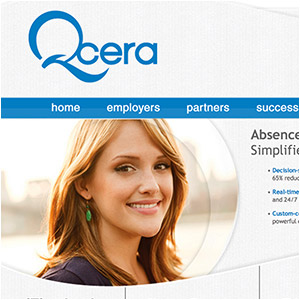 Qcera
home employers partners success
Absence
Simplifie
• Decision-
65% reduc
• Real-time
and 24/7
• Custom-c
powerful